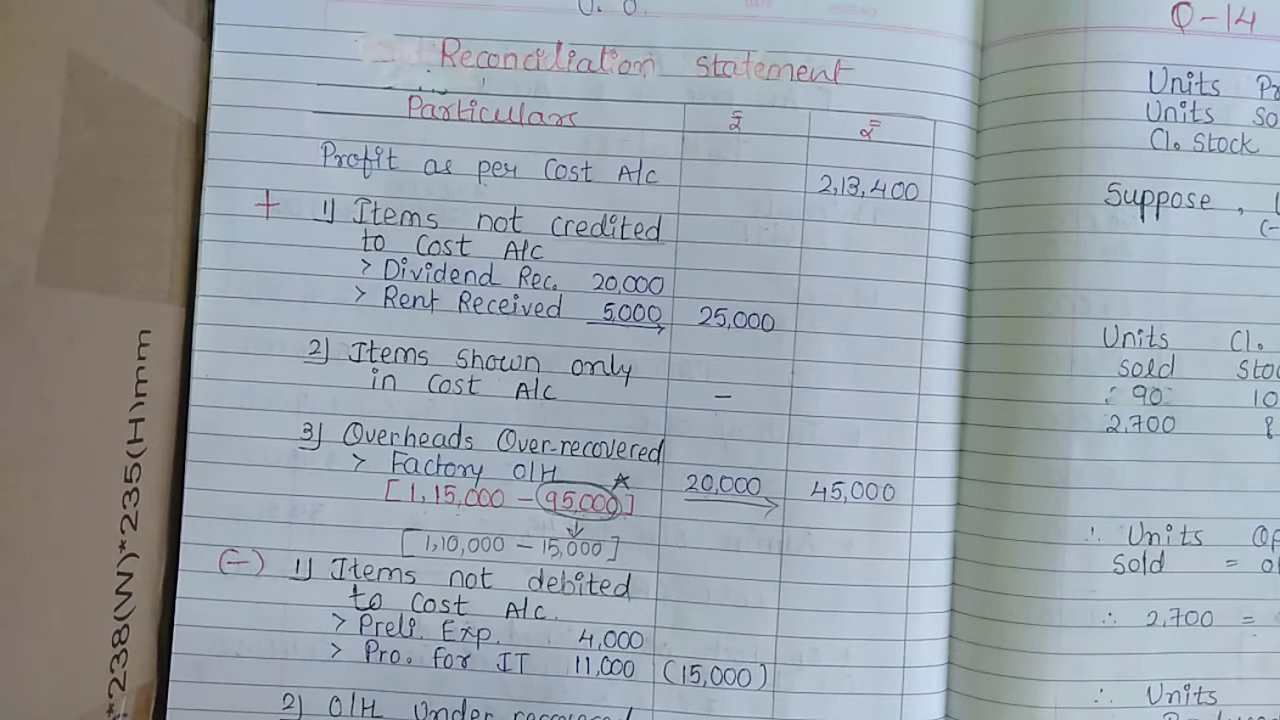 Reconcidiation Statement
Particulars ₹ ₹
Profit as per Cost A/c 2,13,400
+ 1) Items not credited
to Cost A/c
> Dividend Rec. 20,000
> Rent Received 5,000 25,000
2) Items shown only
in Cost A/c –
3) Overheads Over-recovered
> Factory O/H 20,000 45,000
[1,15,000 – 95,000]
[1,10,000 – 15,000]
(–) 1) Items not debited
to Cost A/c.
> Preli. Exp. 4,000
> Pro. for IT 11,000 (15,000)
2) O/H Under
Q-14
Units
Units
Cl. Stock
Suppose,
(-
Units Cl.
Sold
90 10
2,700
∴ Units
Sold =
∴ 2,700 =
∴ Units
*238(W)*235(H)mm